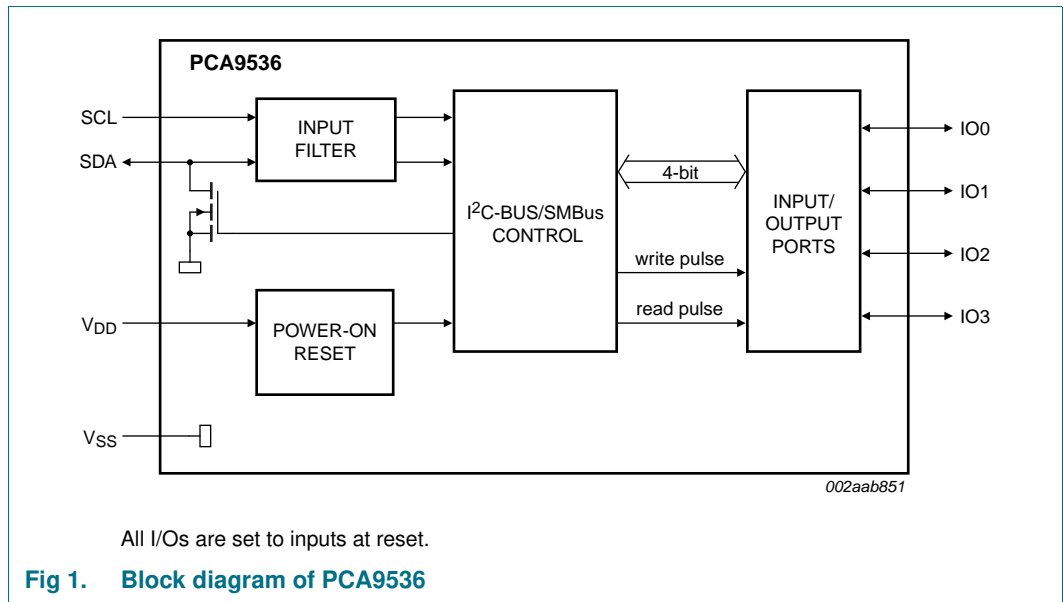 PCA9536
SCL
SDA
INPUT
FILTER
I2C-BUS/SMBus
CONTROL
4-bit
write pulse
read pulse
INPUT/
OUTPUT
PORTS
IO0
IO1
IO2
IO3
VDD
POWER-ON
RESET
VSS
002aab851
All I/Os are set to inputs at reset.
Fig 1. Block diagram of PCA9536